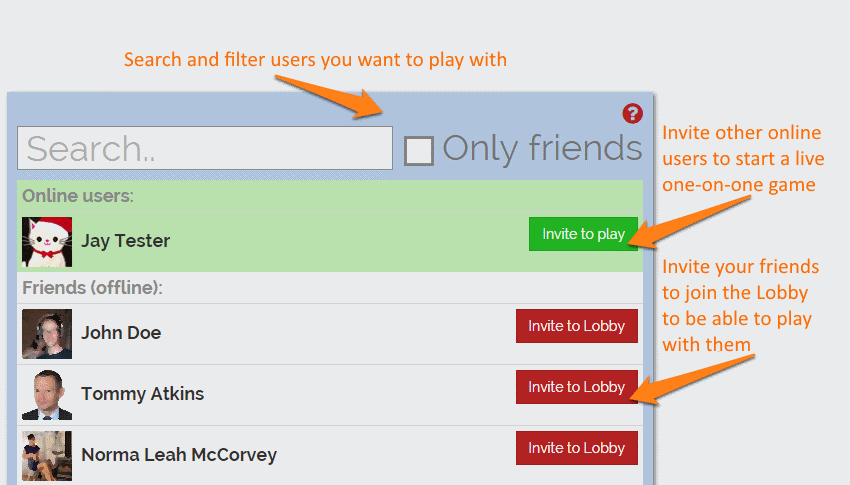 Search and filter users you want to play with
?
Search..
Only friends
Invite other online
users to start a live
one-on-one game
Online users:
Jay Tester
Invite to play
Friends (offline):
Invite your friends
to join the Lobby
to be able to play
with them
John Doe
Invite to Lobby
Tommy Atkins
Invite to Lobby
Norma Leah McCorvey
Invite to Lobby